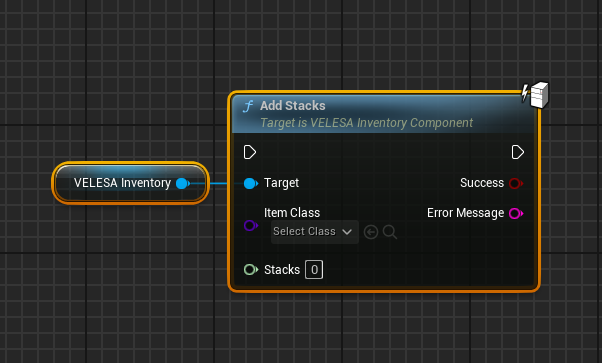 Add Stacks
Target is VELESA Inventory Component
VELESA Inventory
Target
Success
Item Class
Error Message
Select Class
Stacks 0